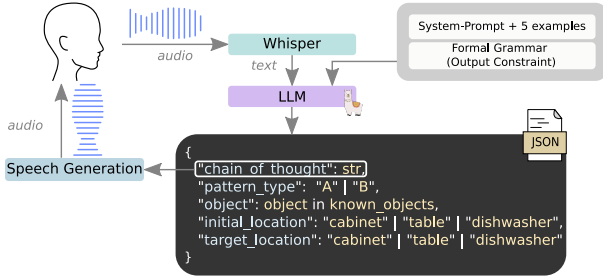 System-Prompt + 5 examples
Formal Grammar
(Output Constraint)
audio
Whisper
text
LLM
audio
JSON
Speech Generation
{
"chain_of_thought": str,
"pattern_type": "A" | "B",
"object": object in known_objects,
"initial_location": "cabinet" | "table" | "dishwasher",
"target_location": "cabinet" | "table" | "dishwasher"
}